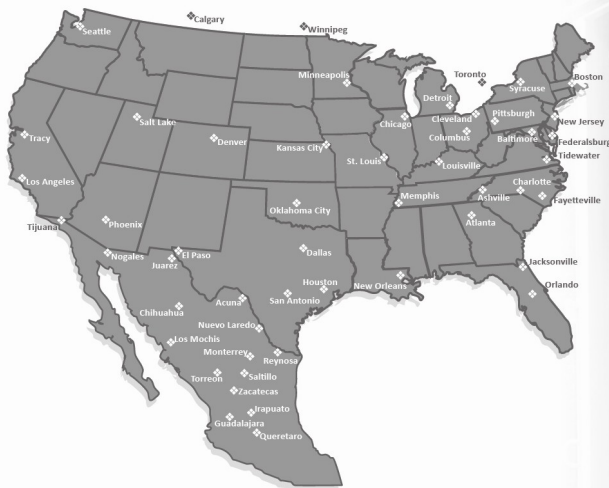 Calgary
Winnipeg
Seattle
Minneapolis
Toronto
Boston
Syracuse
Detroit
Cleveland
Pittsburgh
Chicago
New Jersey
Columbus
Baltimore
Federalsburg
Tracy
Salt Lake
Denver
Kansas City
St. Louis
Louisville
Tidewater
Los Angeles
Oklahoma City
Memphis
Ashville
Charlotte
Fayetteville
Tijuana
Phoenix
Atlanta
Nogales
El Paso
Juarez
Dallas
Jacksonville
Houston
New Orleans
Orlando
San Antonio
Acuna
Chihuahua
Nuevo Laredo
Los Mochis
Monterrey
Reynosa
Torreon
Saltillo
Zacatecas
Irapuato
Guadalajara
Queretaro